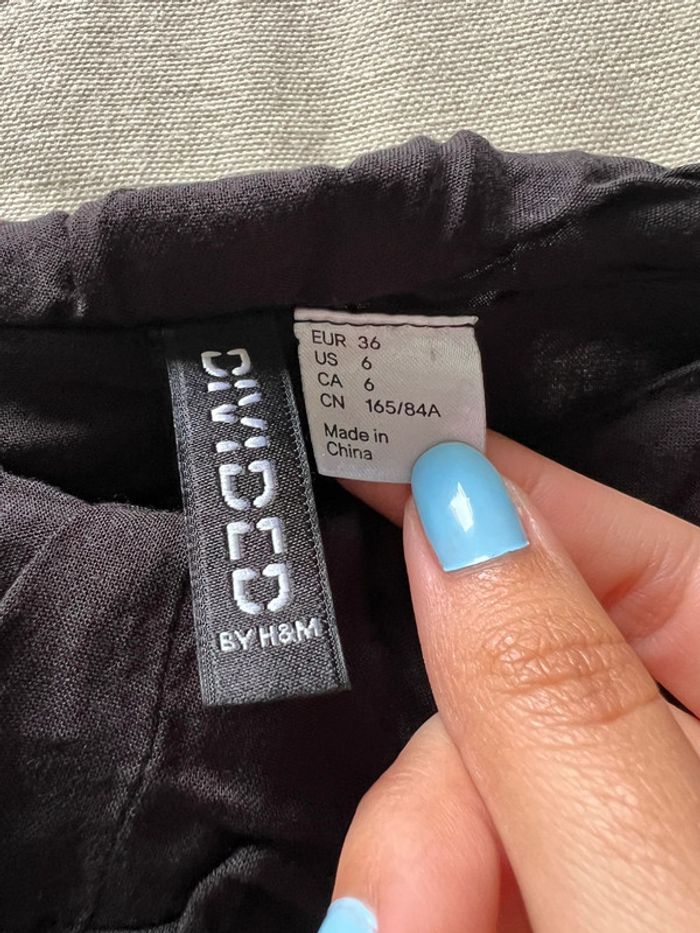 DIVIDED
BY H&M
EUR 36
US 6
CA 6
CN 165/84A
Made in
China